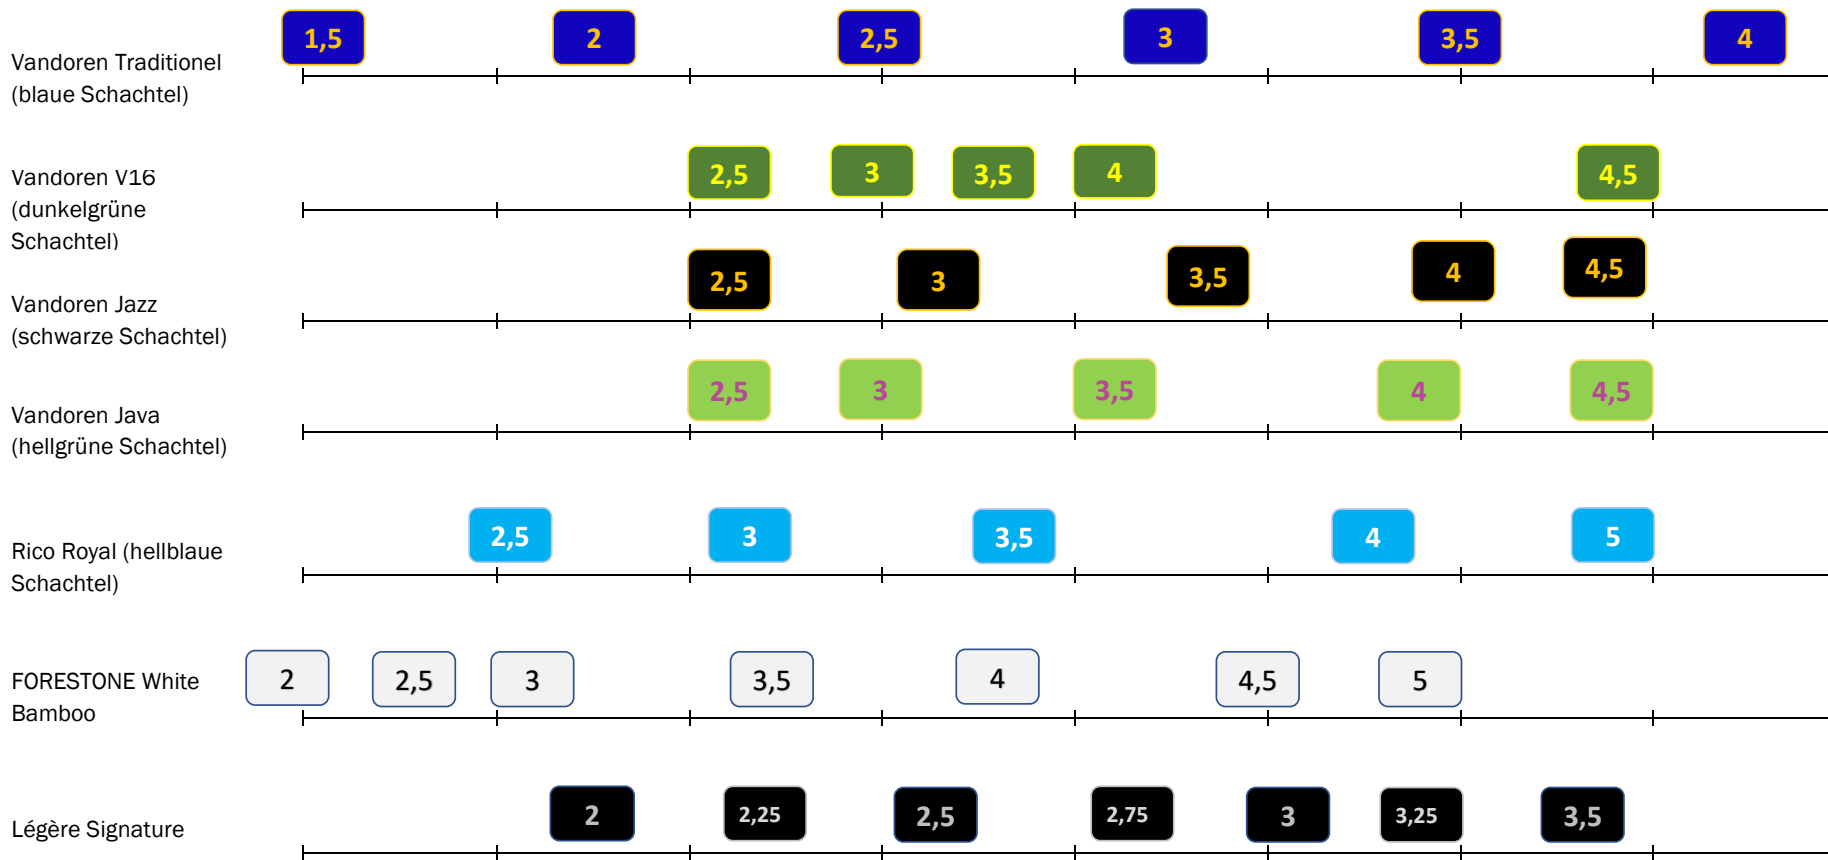 1,5 2 2,5 3 3,5 4
Vandoren Traditionel
(blaue Schachtel)
2,5 3 3,5 4 4,5
Vandoren V16
(dunkelgrüne
Schachtel)
2,5 3 3,5 4 4,5
Vandoren Jazz
(schwarze Schachtel)
2,5 3 3,5 4 4,5
Vandoren Java
(hellgrüne Schachtel)
2,5 3 3,5 4 5
Rico Royal (hellblaue
Schachtel)
2 2,5 3 3,5 4 4,5 5
FORESTONE White
Bamboo
2 2,25 2,5 2,75 3 3,25 3,5
Légère Signature